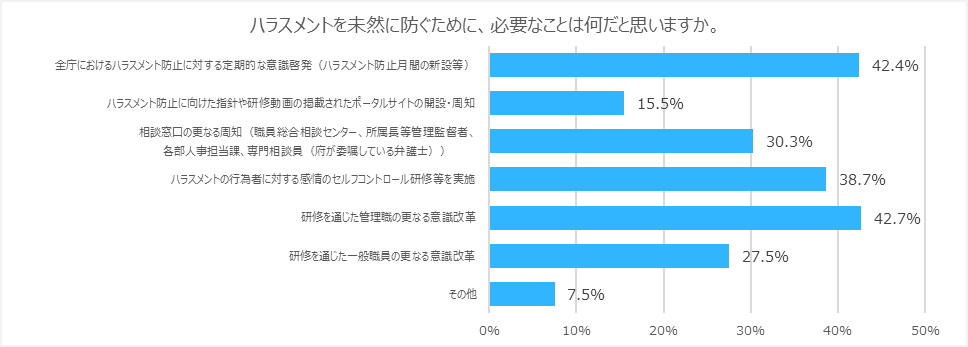 ハラスメントを未然に防ぐために、必要なことは何だと思いますか。
全庁におけるハラスメント防止に対する定期的な意識啓発（ハラスメント防止月間の新設等）
42.4%
ハラスメント防止に向けた指針や研修動画の掲載されたポータルサイトの開設・周知
15.5%
相談窓口の更なる周知（職員総合相談センター、所属長等管理監督者、
各部人事担当課、専門相談員（府が委嘱している弁護士））
30.3%
ハラスメントの行為者に対する感情のセルフコントロール研修等を実施
38.7%
研修を通じた管理職の更なる意識改革
42.7%
研修を通じた一般職員の更なる意識改革
27.5%
その他
7.5%
0% 10% 20% 30% 40% 50%